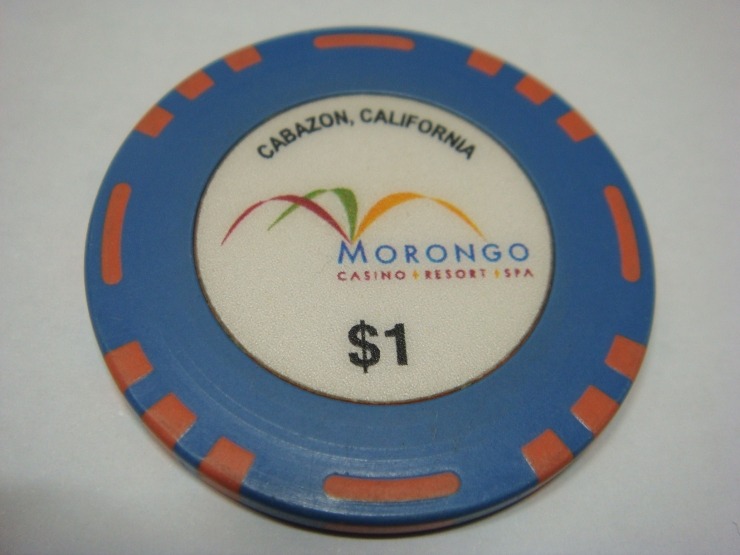 CABAZON, CALIFORNIA
MORONGO
CASINO ♦ RESORT ♦ SPA
$1